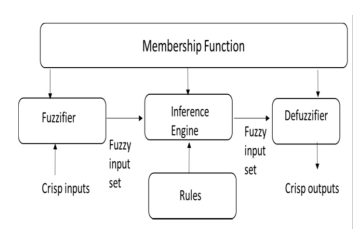 Membership Function
Fuzzifier
Inference
Engine
Defuzzifier
Fuzzy
input
set
Fuzzy
input
set
Crisp inputs
Rules
Crisp outputs